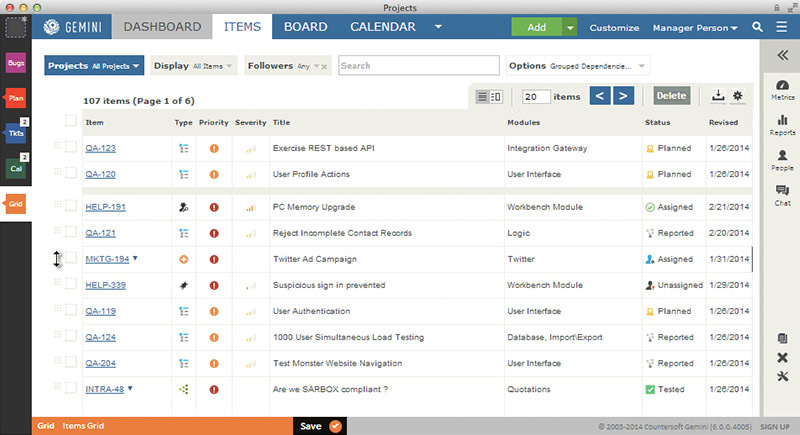 Projects
GEMINI DASHBOARD ITEMS BOARD CALENDAR Add Customize Manager Person
Bugs
Plan
Tkts 2
Cal 2
Grid
Projects All Projects Display All Items Followers Any Search Options Grouped Dependencie...
107 items (Page 1 of 6) 20 items < > Delete
Item Type Priority Severity Title Modules Status Revised
QA-123 Exercise REST based API Integration Gateway Planned 1/26/2014
QA-120 User Profile Actions User Interface Planned 1/26/2014
HELP-191 PC Memory Upgrade Workbench Module Assigned 2/21/2014
QA-121 Reject Incomplete Contact Records Logic Reported 2/20/2014
MKTG-194 Twitter Ad Campaign Twitter Assigned 1/31/2014
HELP-339 Suspicious sign in prevented Workbench Module Unassigned 1/29/2014
QA-119 User Authentication User Interface Planned 1/26/2014
QA-124 1000 User Simultaneous Load Testing Database, Import\Export Reported 1/26/2014
QA-204 Test Monster Website Navigation User Interface Reported 1/26/2014
INTRA-48 Are we SARBOX compliant ? Quotations Tested 1/26/2014
Metrics
Reports
People
Chat
Grid Items Grid Save © 2003-2014 Countersoft Gemini (6.0.0.4005) SIGN UP